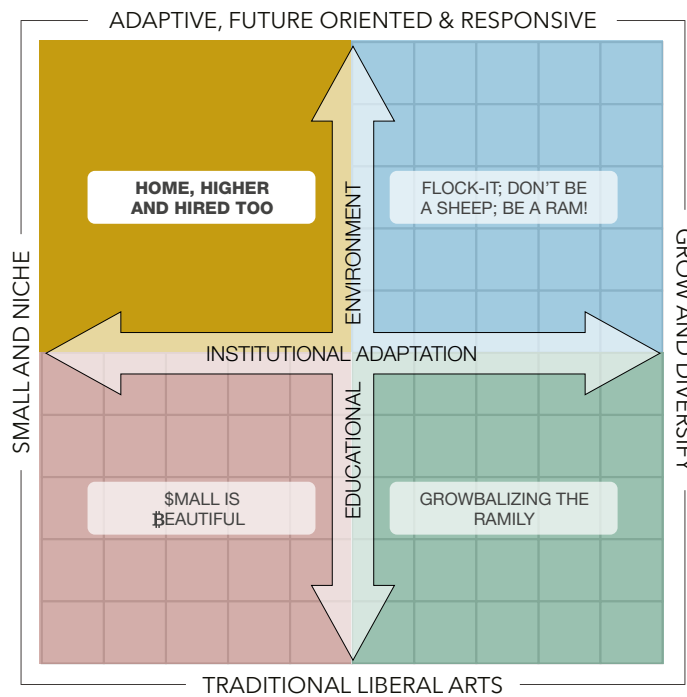 ADAPTIVE, FUTURE ORIENTED & RESPONSIVE
HOME, HIGHER
AND HIRED TOO
FLOCK-IT; DON'T BE
A SHEEP; BE A RAM!
ENVIRONMENT
SMALL AND NICHE
GROW AND DIVERSIFY
INSTITUTIONAL ADAPTATION
EDUCATIONAL
$MALL IS
₿EAUTIFUL
GROWBALIZING THE
RAMILY
TRADITIONAL LIBERAL ARTS